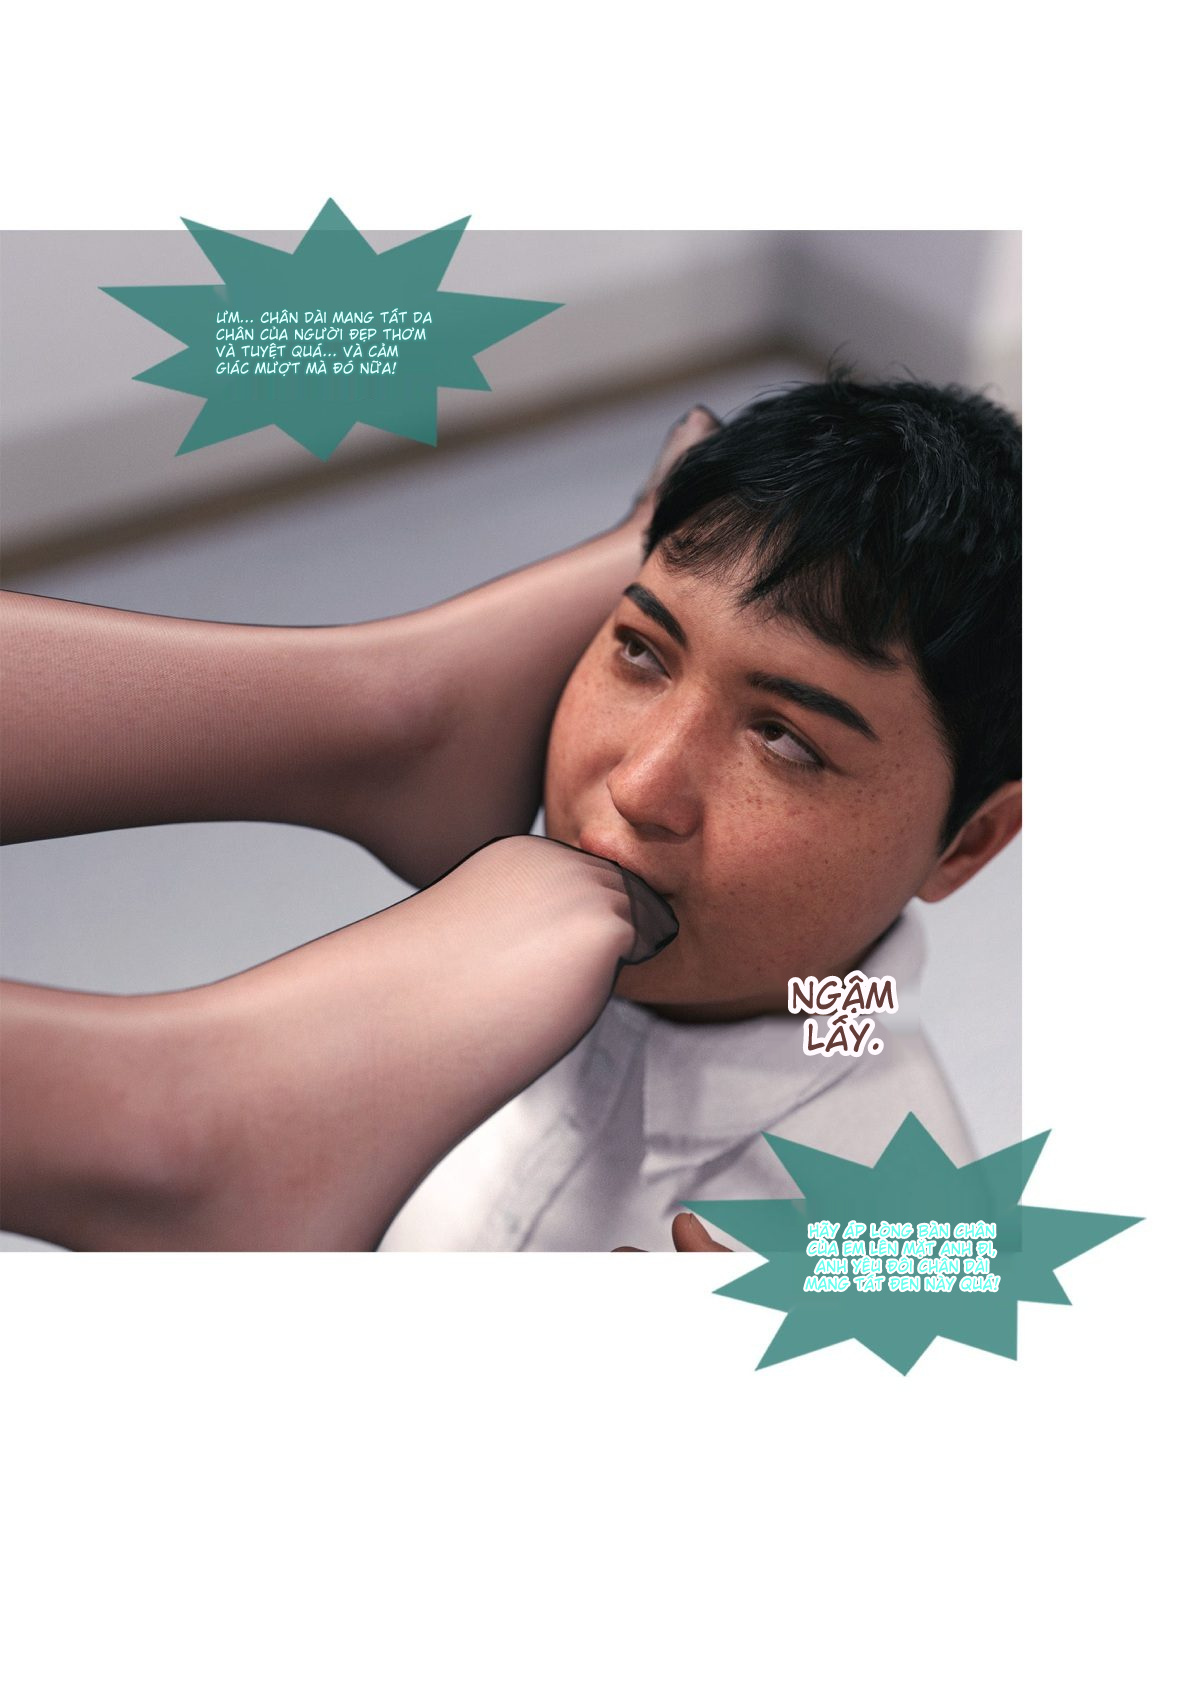 ƯM... CHÂN DÀI MANG TẤT DA
CHÂN CỦA NGƯỜI ĐẸP THƠM
VÀ TUYỆT QUÁ... VÀ CẢM
GIÁC MƯỢT MÀ ĐÓ NỮA!
NGẬM
LẤY.
HÃY ÁP LÒNG BÀN CHÂN
CỦA EM LÊN MẶT ANH ĐI,
ANH YÊU ĐÔI CHÂN DÀI
MANG TẤT ĐEN NÀY QUÁ!